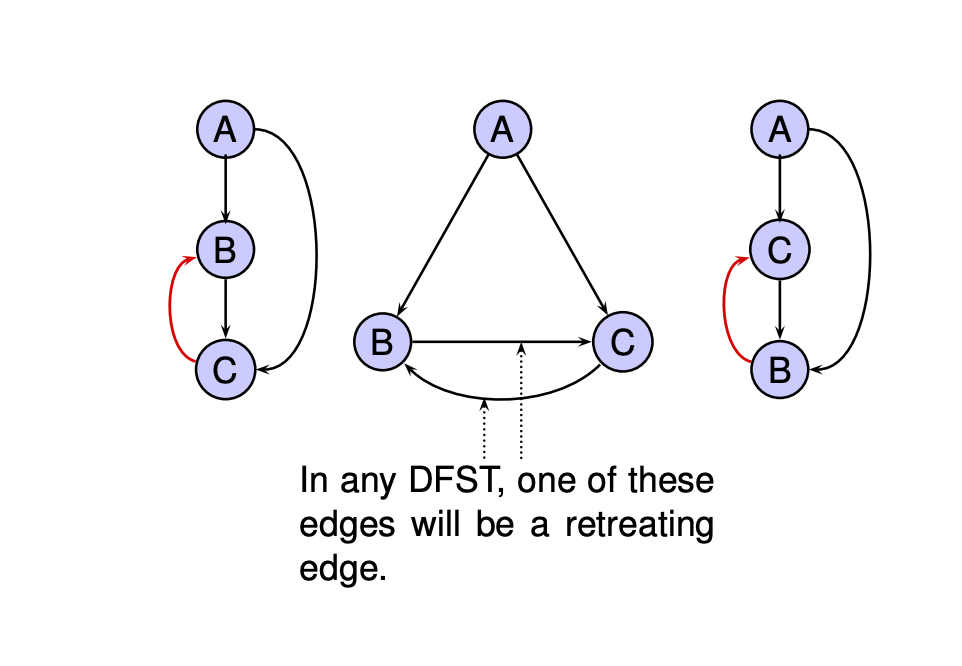 A
B
C
A
B
C
A
C
B
In any DFST, one of these
edges will be a retreating
edge.